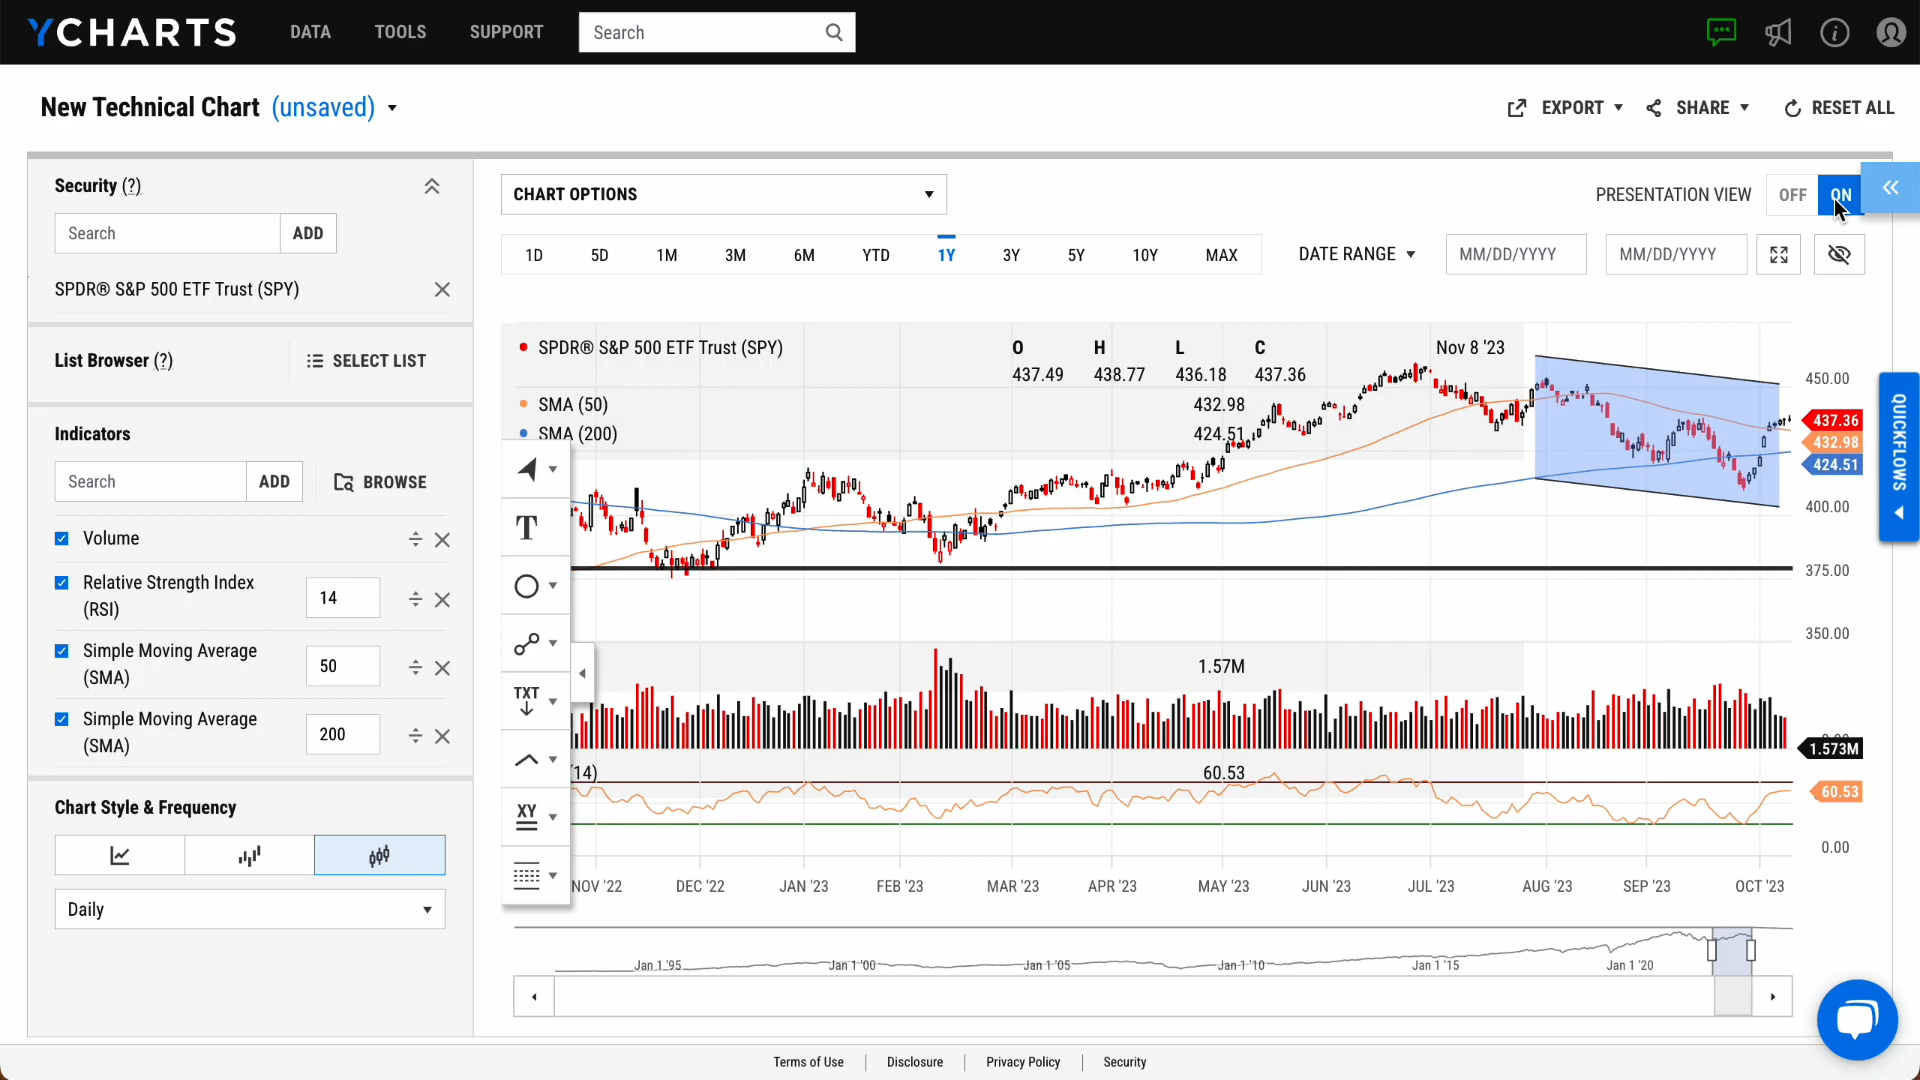 YCHARTS
DATA TOOLS SUPPORT Search
New Technical Chart (unsaved)
EXPORT SHARE RESET ALL
Security (?)
Search ADD
SPDR® S&P 500 ETF Trust (SPY)
List Browser (?) SELECT LIST
Indicators
Search ADD BROWSE
Volume
Relative Strength Index
(RSI)
14
Simple Moving Average
(SMA)
50
Simple Moving Average
(SMA)
200
Chart Style & Frequency
Daily
CHART OPTIONS
PRESENTATION VIEW OFF ON
1D 5D 1M 3M 6M YTD 1Y 3Y 5Y 10Y MAX
DATE RANGE MM/DD/YYYY MM/DD/YYYY
SPDR® S&P 500 ETF Trust (SPY)
O H L C Nov 8 '23
437.49 438.77 436.18 437.36
SMA (50) 432.98
SMA (200) 424.51
T
TXT
XY
450.00
437.36
432.98
424.51
400.00
375.00
350.00
1.57M
1.573M
14) 60.53
60.53
0.00
NOV '22 DEC '22 JAN '23 FEB '23 MAR '23 APR '23 MAY '23 JUN '23 JUL '23 AUG '23 SEP '23 OCT '23
Jan 1 '95 Jan 1 '00 Jan 1 '05 Jan 1 '10 Jan 1 '15 Jan 1 '20
QUICKFLOWS
Terms of Use Disclosure Privacy Policy Security